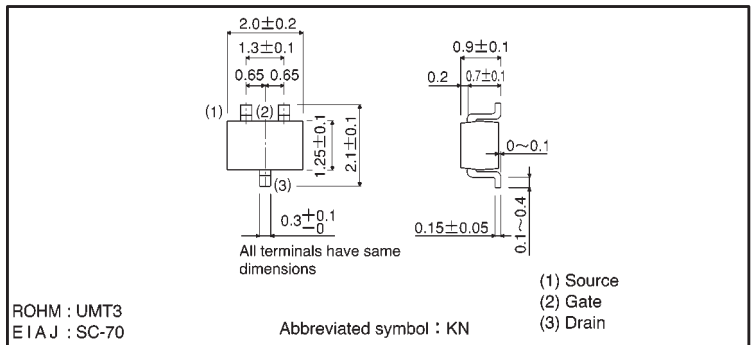 2.0±0.2
1.3±0.1
0.65 0.65
(1) (2)
(3)
1.25±0.1
2.1±0.1
0.3+0.1
−0
All terminals have same
dimensions
0.9±0.1
0.2 0.7±0.1
0~0.1
0.15±0.05
0.1~0.4
(1) Source
(2) Gate
(3) Drain
ROHM : UMT3
EIAJ : SC-70
Abbreviated symbol : KN